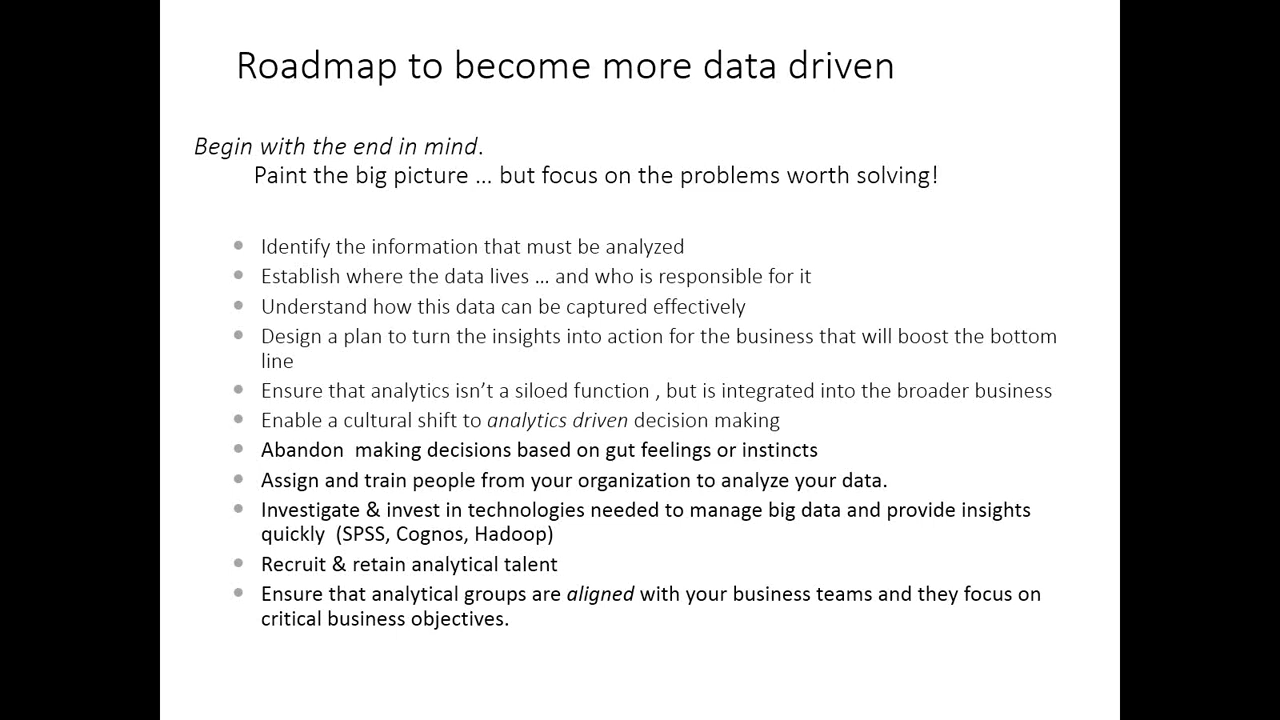 Roadmap to become more data driven
Begin with the end in mind.
Paint the big picture ... but focus on the problems worth solving!
• Identify the information that must be analyzed
• Establish where the data lives ... and who is responsible for it
• Understand how this data can be captured effectively
• Design a plan to turn the insights into action for the business that will boost the bottom
line
• Ensure that analytics isn’t a siloed function , but is integrated into the broader business
• Enable a cultural shift to analytics driven decision making
• Abandon  making decisions based on gut feelings or instincts
• Assign and train people from your organization to analyze your data.
• Investigate & invest in technologies needed to manage big data and provide insights
quickly  (SPSS, Cognos, Hadoop)
• Recruit & retain analytical talent
• Ensure that analytical groups are aligned with your business teams and they focus on
critical business objectives.